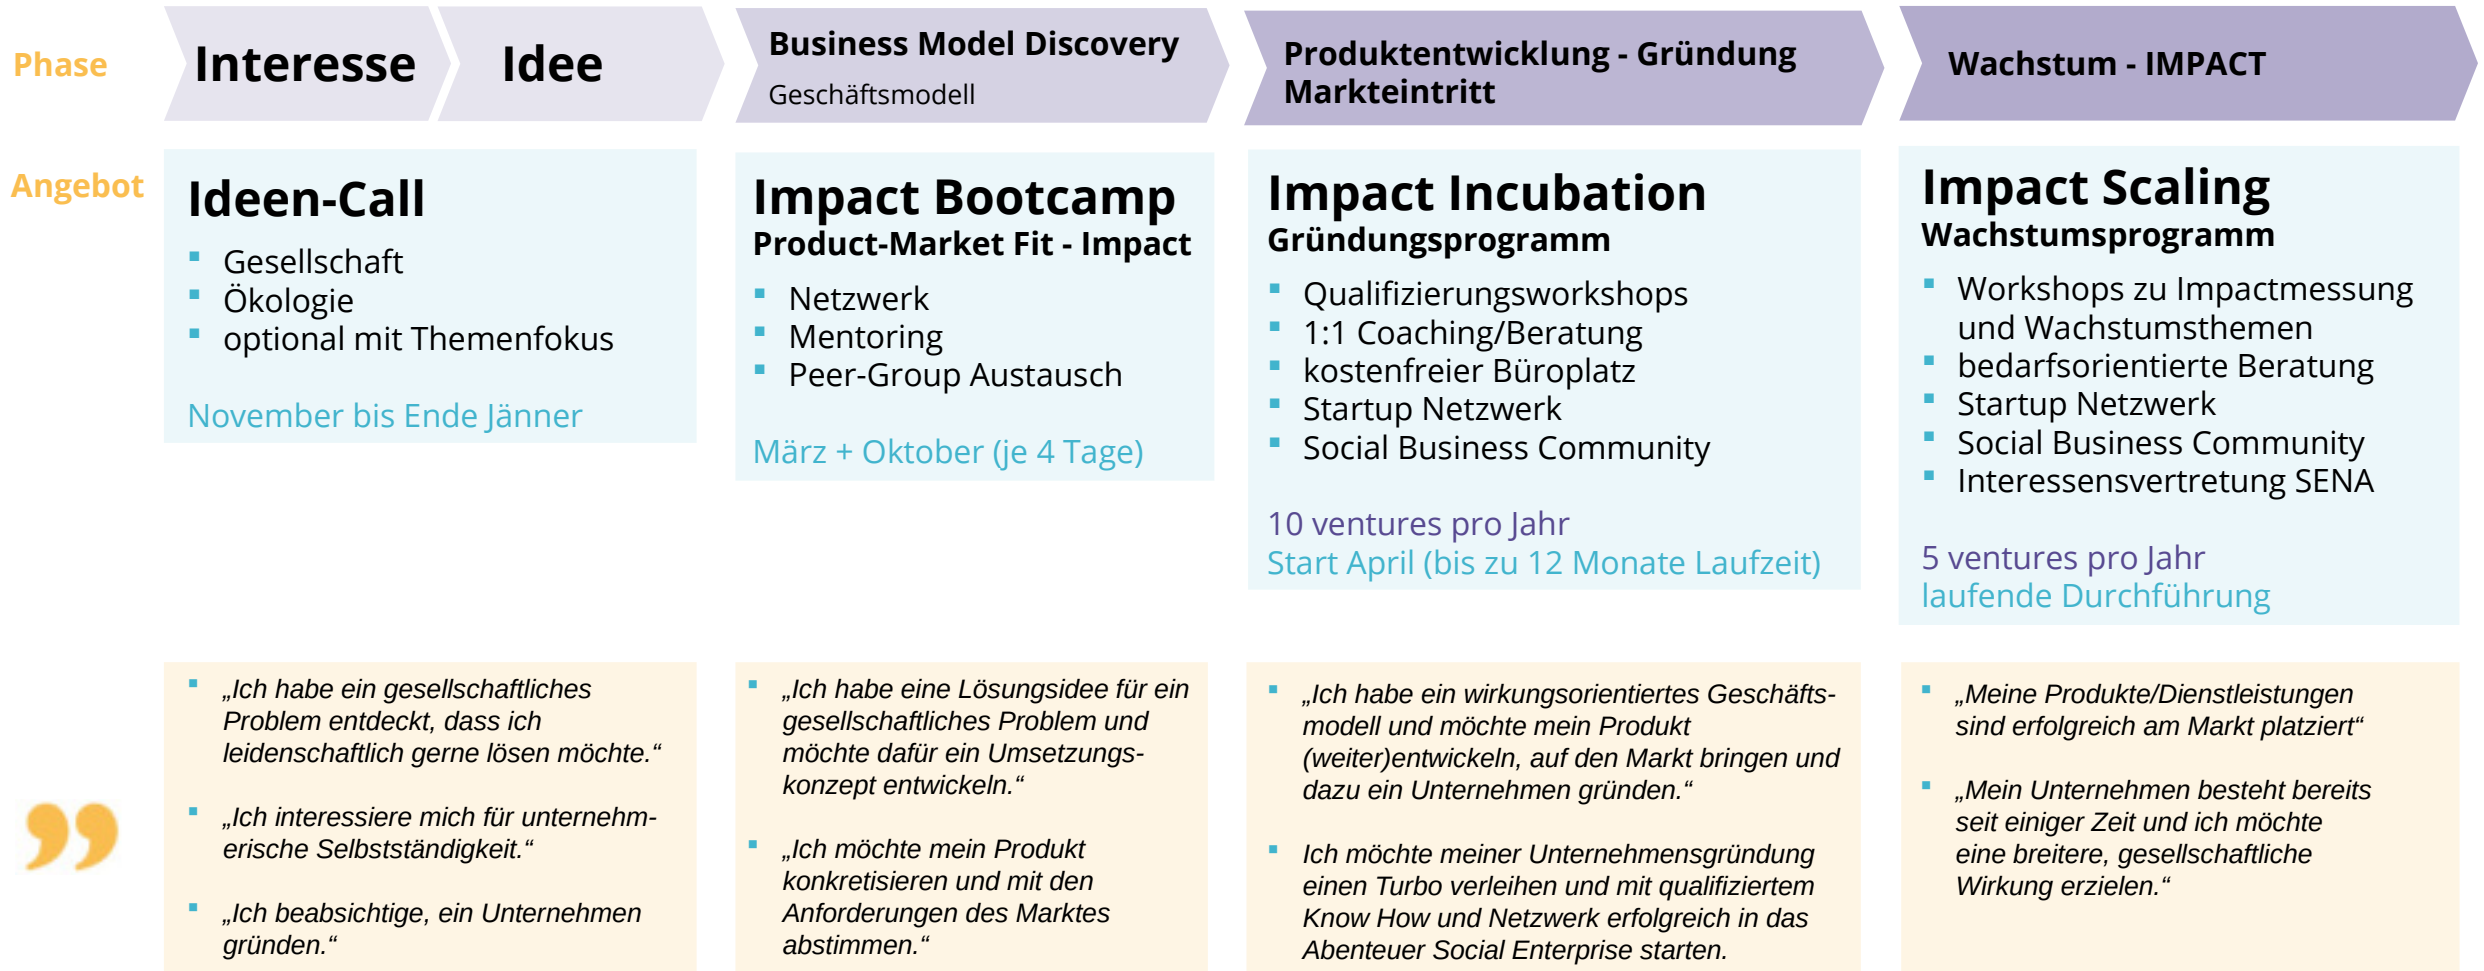 Phase
Interesse
Idee
Business Model Discovery
Geschäftsmodell
Produktentwicklung - Gründung
Markteintritt
Wachstum - IMPACT
Angebot
Ideen-Call
Gesellschaft
Ökologie
optional mit Themenfokus
November bis Ende Jänner
Impact Bootcamp
Product-Market Fit - Impact
Netzwerk
Mentoring
Peer-Group Austausch
März + Oktober (je 4 Tage)
Impact Incubation
Gründungsprogramm
Qualifizierungsworkshops
1:1 Coaching/Beratung
kostenfreier Büroplatz
Startup Netzwerk
Social Business Community
10 ventures pro Jahr
Start April (bis zu 12 Monate Laufzeit)
Impact Scaling
Wachstumsprogramm
Workshops zu Impactmessung
und Wachstumsthemen
bedarfsorientierte Beratung
Startup Netzwerk
Social Business Community
Interessensvertretung SENA
5 ventures pro Jahr
laufende Durchführung
„Ich habe ein gesellschaftliches
Problem entdeckt, dass ich
leidenschaftlich gerne lösen möchte.“
„Ich interessiere mich für unternehm-
erische Selbstständigkeit.“
„Ich beabsichtige, ein Unternehmen
gründen.“
„Ich habe eine Lösungsidee für ein
gesellschaftliches Problem und
möchte dafür ein Umsetzungs-
konzept entwickeln.“
„Ich möchte mein Produkt
konkretisieren und mit den
Anforderungen des Marktes
abstimmen.“
„Ich habe ein wirkungsorientiertes Geschäfts-
modell und möchte mein Produkt
(weiter)entwickeln, auf den Markt bringen und
dazu ein Unternehmen gründen.“
Ich möchte meiner Unternehmensgründung
einen Turbo verleihen und mit qualifiziertem
Know How und Netzwerk erfolgreich in das
Abenteuer Social Enterprise starten.
„Meine Produkte/Dienstleistungen
sind erfolgreich am Markt platziert“
„Mein Unternehmen besteht bereits
seit einiger Zeit und ich möchte
eine breitere, gesellschaftliche
Wirkung erzielen.“